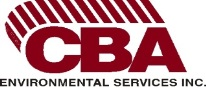 CBA
ENVIRONMENTAL SERVICES INC.